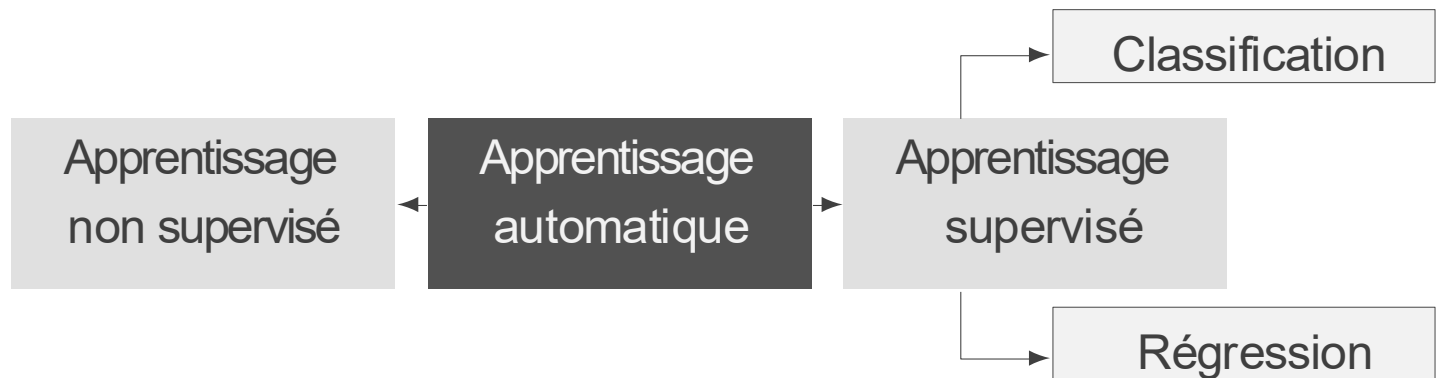 Classification
Apprentissage
non supervisé
Apprentissage
automatique
Apprentissage
supervisé
Régression